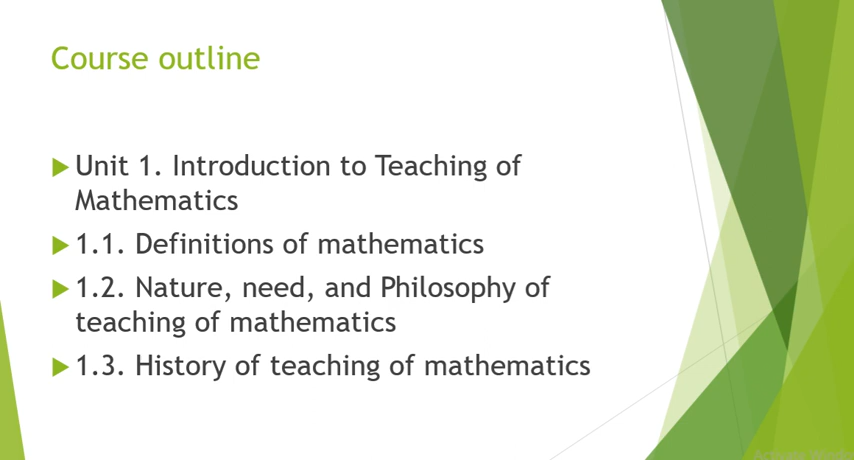 Course outline
Unit 1. Introduction to Teaching of
Mathematics
1.1. Definitions of mathematics
1.2. Nature, need, and Philosophy of
teaching of mathematics
1.3. History of teaching of mathematics